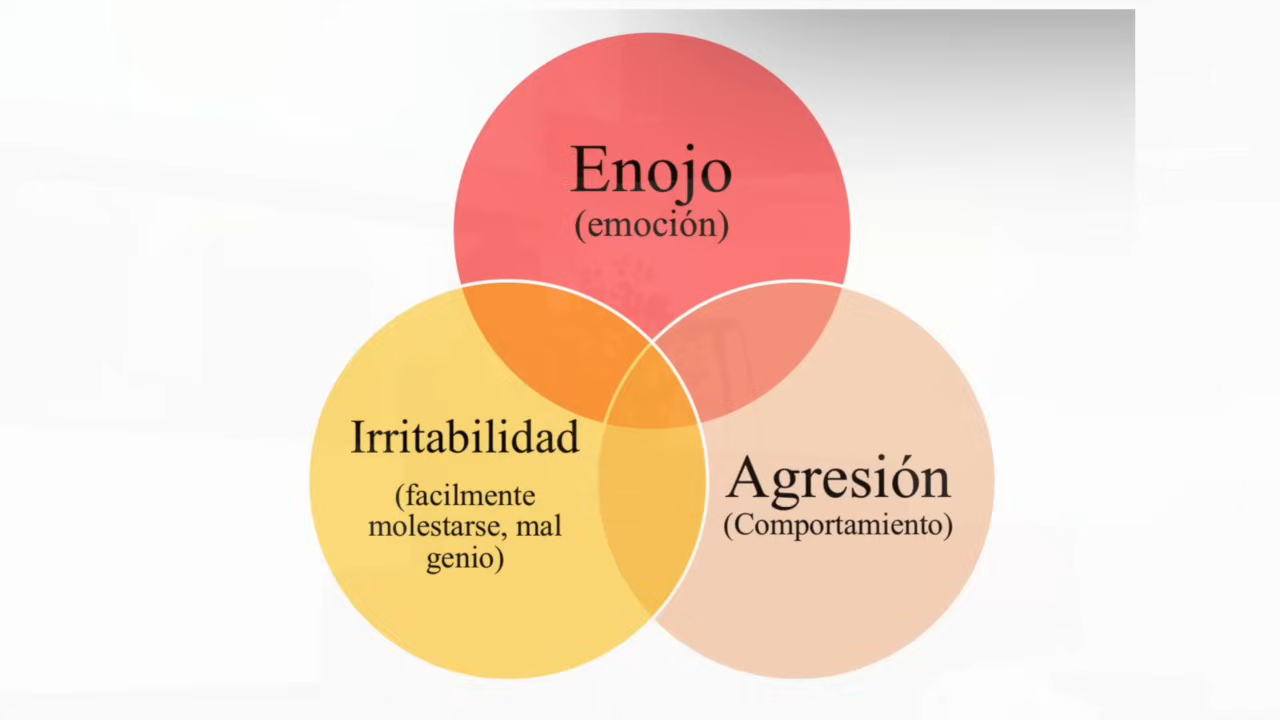 Enojo
(emoción)
Irritabilidad
(facilmente
molestarse, mal
genio)
Agresión
(Comportamiento)